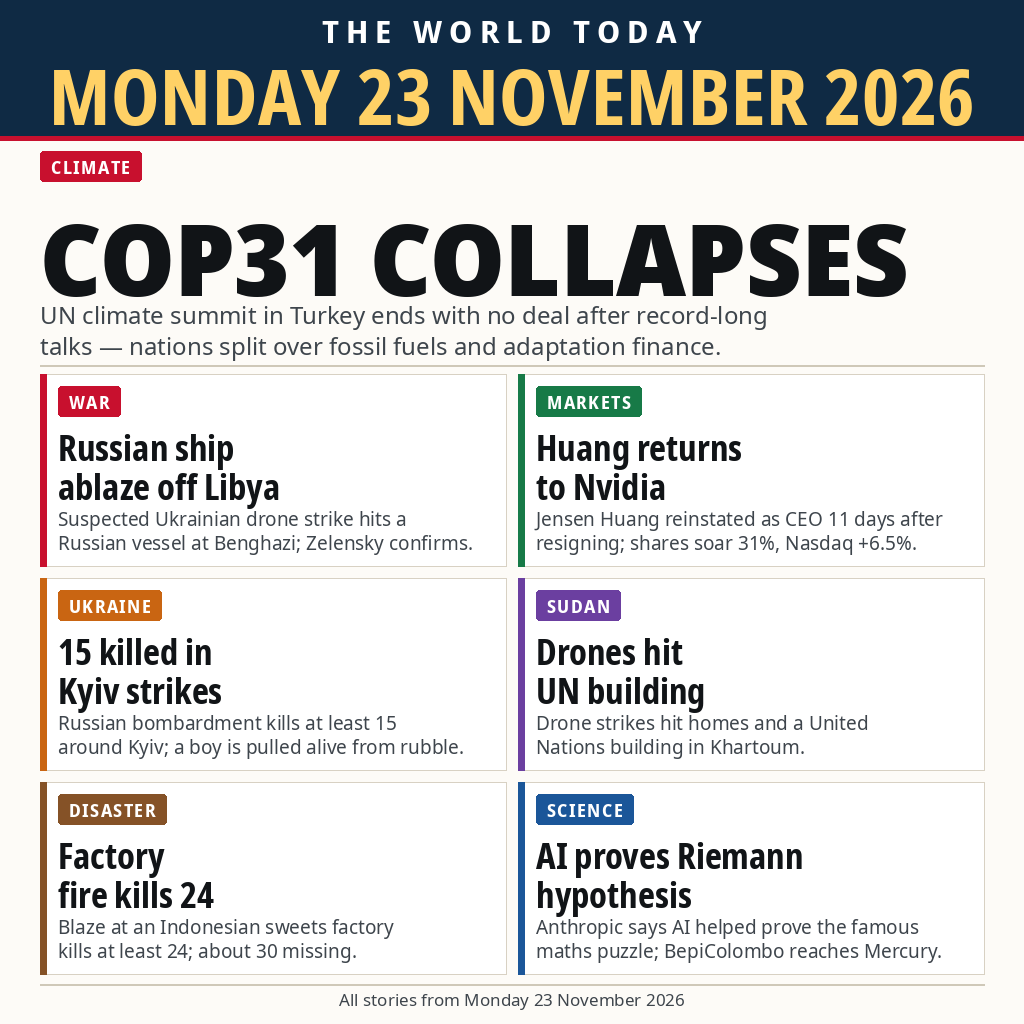 THE WORLD TODAY
MONDAY 23 NOVEMBER 2026
CLIMATE
COP31 COLLAPSES
UN climate summit in Turkey ends with no deal after record-long
talks — nations split over fossil fuels and adaptation finance.
WAR
Russian ship
ablaze off Libya
Suspected Ukrainian drone strike hits a
Russian vessel at Benghazi; Zelensky confirms.
MARKETS
Huang returns
to Nvidia
Jensen Huang reinstated as CEO 11 days after
resigning; shares soar 31%, Nasdaq +6.5%.
UKRAINE
15 killed in
Kyiv strikes
Russian bombardment kills at least 15
around Kyiv; a boy is pulled alive from rubble.
SUDAN
Drones hit
UN building
Drone strikes hit homes and a United
Nations building in Khartoum.
DISASTER
Factory
fire kills 24
Blaze at an Indonesian sweets factory
kills at least 24; about 30 missing.
SCIENCE
AI proves Riemann
hypothesis
Anthropic says AI helped prove the famous
maths puzzle; BepiColombo reaches Mercury.
All stories from Monday 23 November 2026